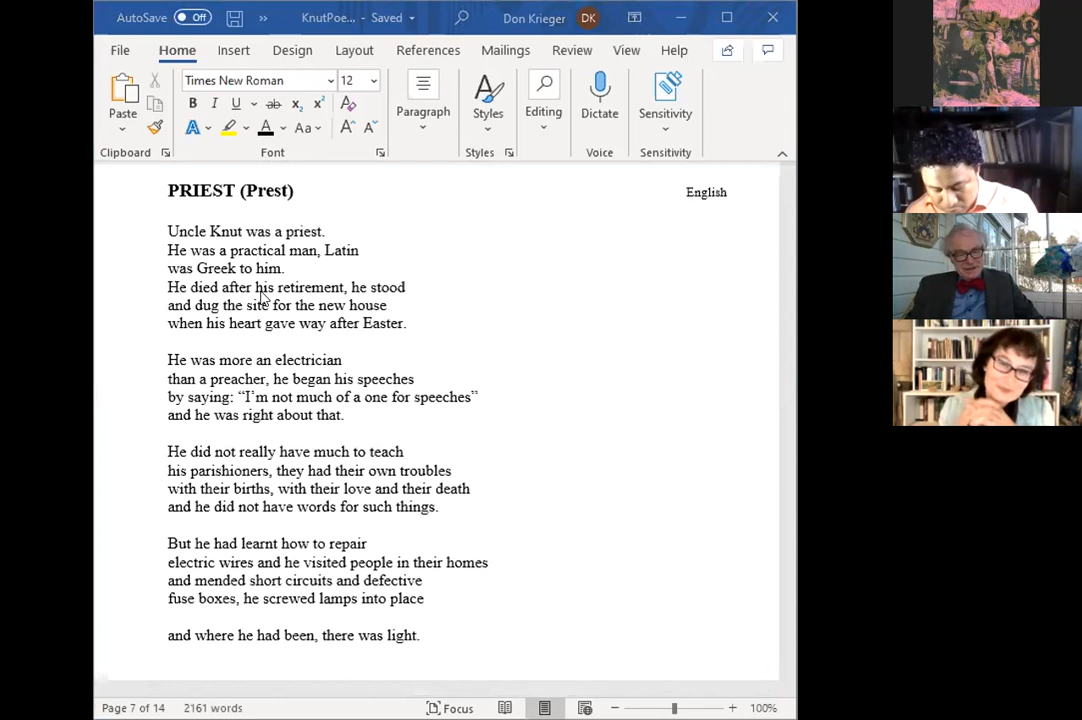 AutoSave Off KnutPoe... - Saved Don Krieger DK
File Home Insert Design Layout References Mailings Review View Help
Times New Roman 12
Paste Paragraph Styles Editing Dictate Sensitivity
B I U ab x₂ x² A
A A Aa A A
Clipboard Font Styles Voice Sensitivity
PRIEST (Prest) English
Uncle Knut was a priest.
He was a practical man, Latin
was Greek to him.
He died after his retirement, he stood
and dug the site for the new house
when his heart gave way after Easter.
He was more an electrician
than a preacher, he began his speeches
by saying: “I’m not much of a one for speeches”
and he was right about that.
He did not really have much to teach
his parishioners, they had their own troubles
with their births, with their love and their death
and he did not have words for such things.
But he had learnt how to repair
electric wires and he visited people in their homes
and mended short circuits and defective
fuse boxes, he screwed lamps into place
and where he had been, there was light.
Page 7 of 14 2161 words Focus 100%